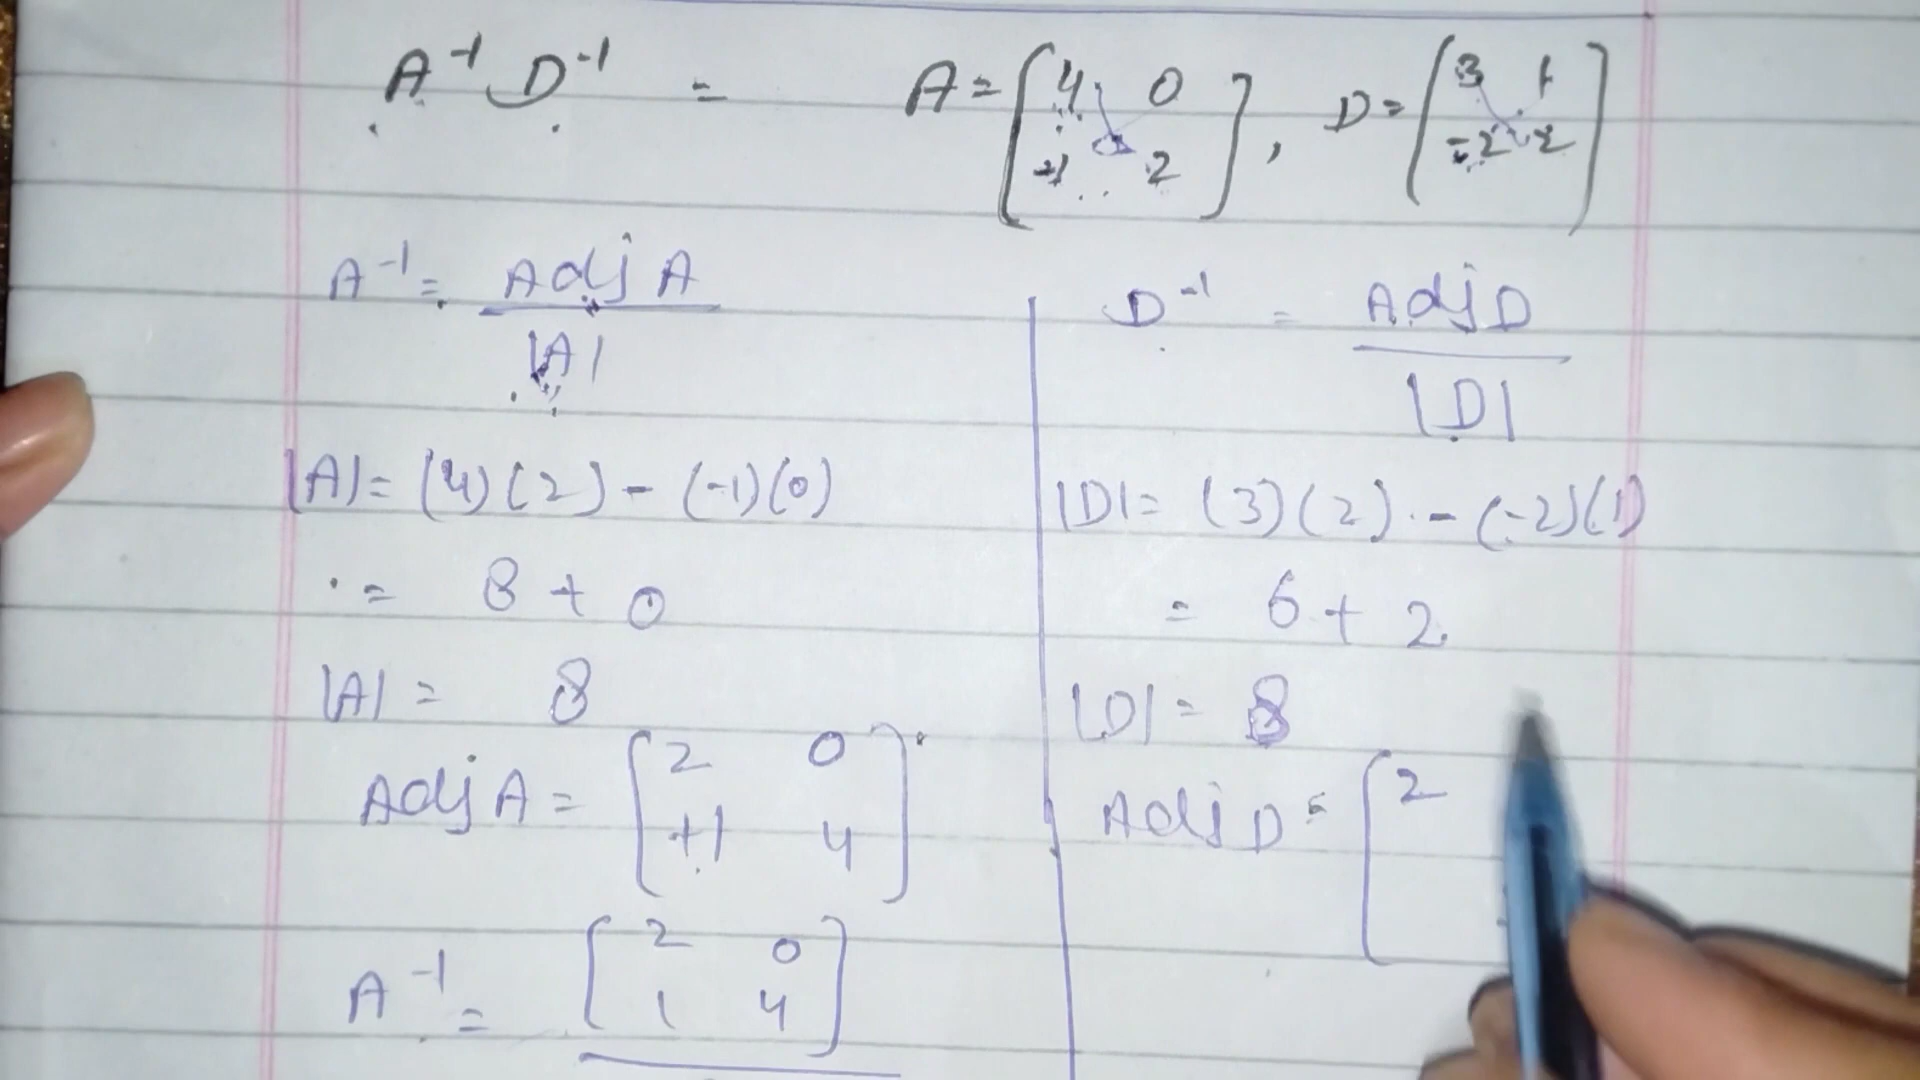 A⁻¹ D⁻¹ = A = [4 0
-1 2], D = [3 1
-2 2]
A⁻¹ = Adj A
|A|
|A| = (4)(2) - (-1)(0)
= 8 + 0
|A| = 8
Adj A = [2 0
+1 4]
A⁻¹ = [2 0
1 4]
D⁻¹ = Adj D
|D|
|D| = (3)(2) - (-2)(1)
= 6 + 2
|D| = 8
Adj D = [2